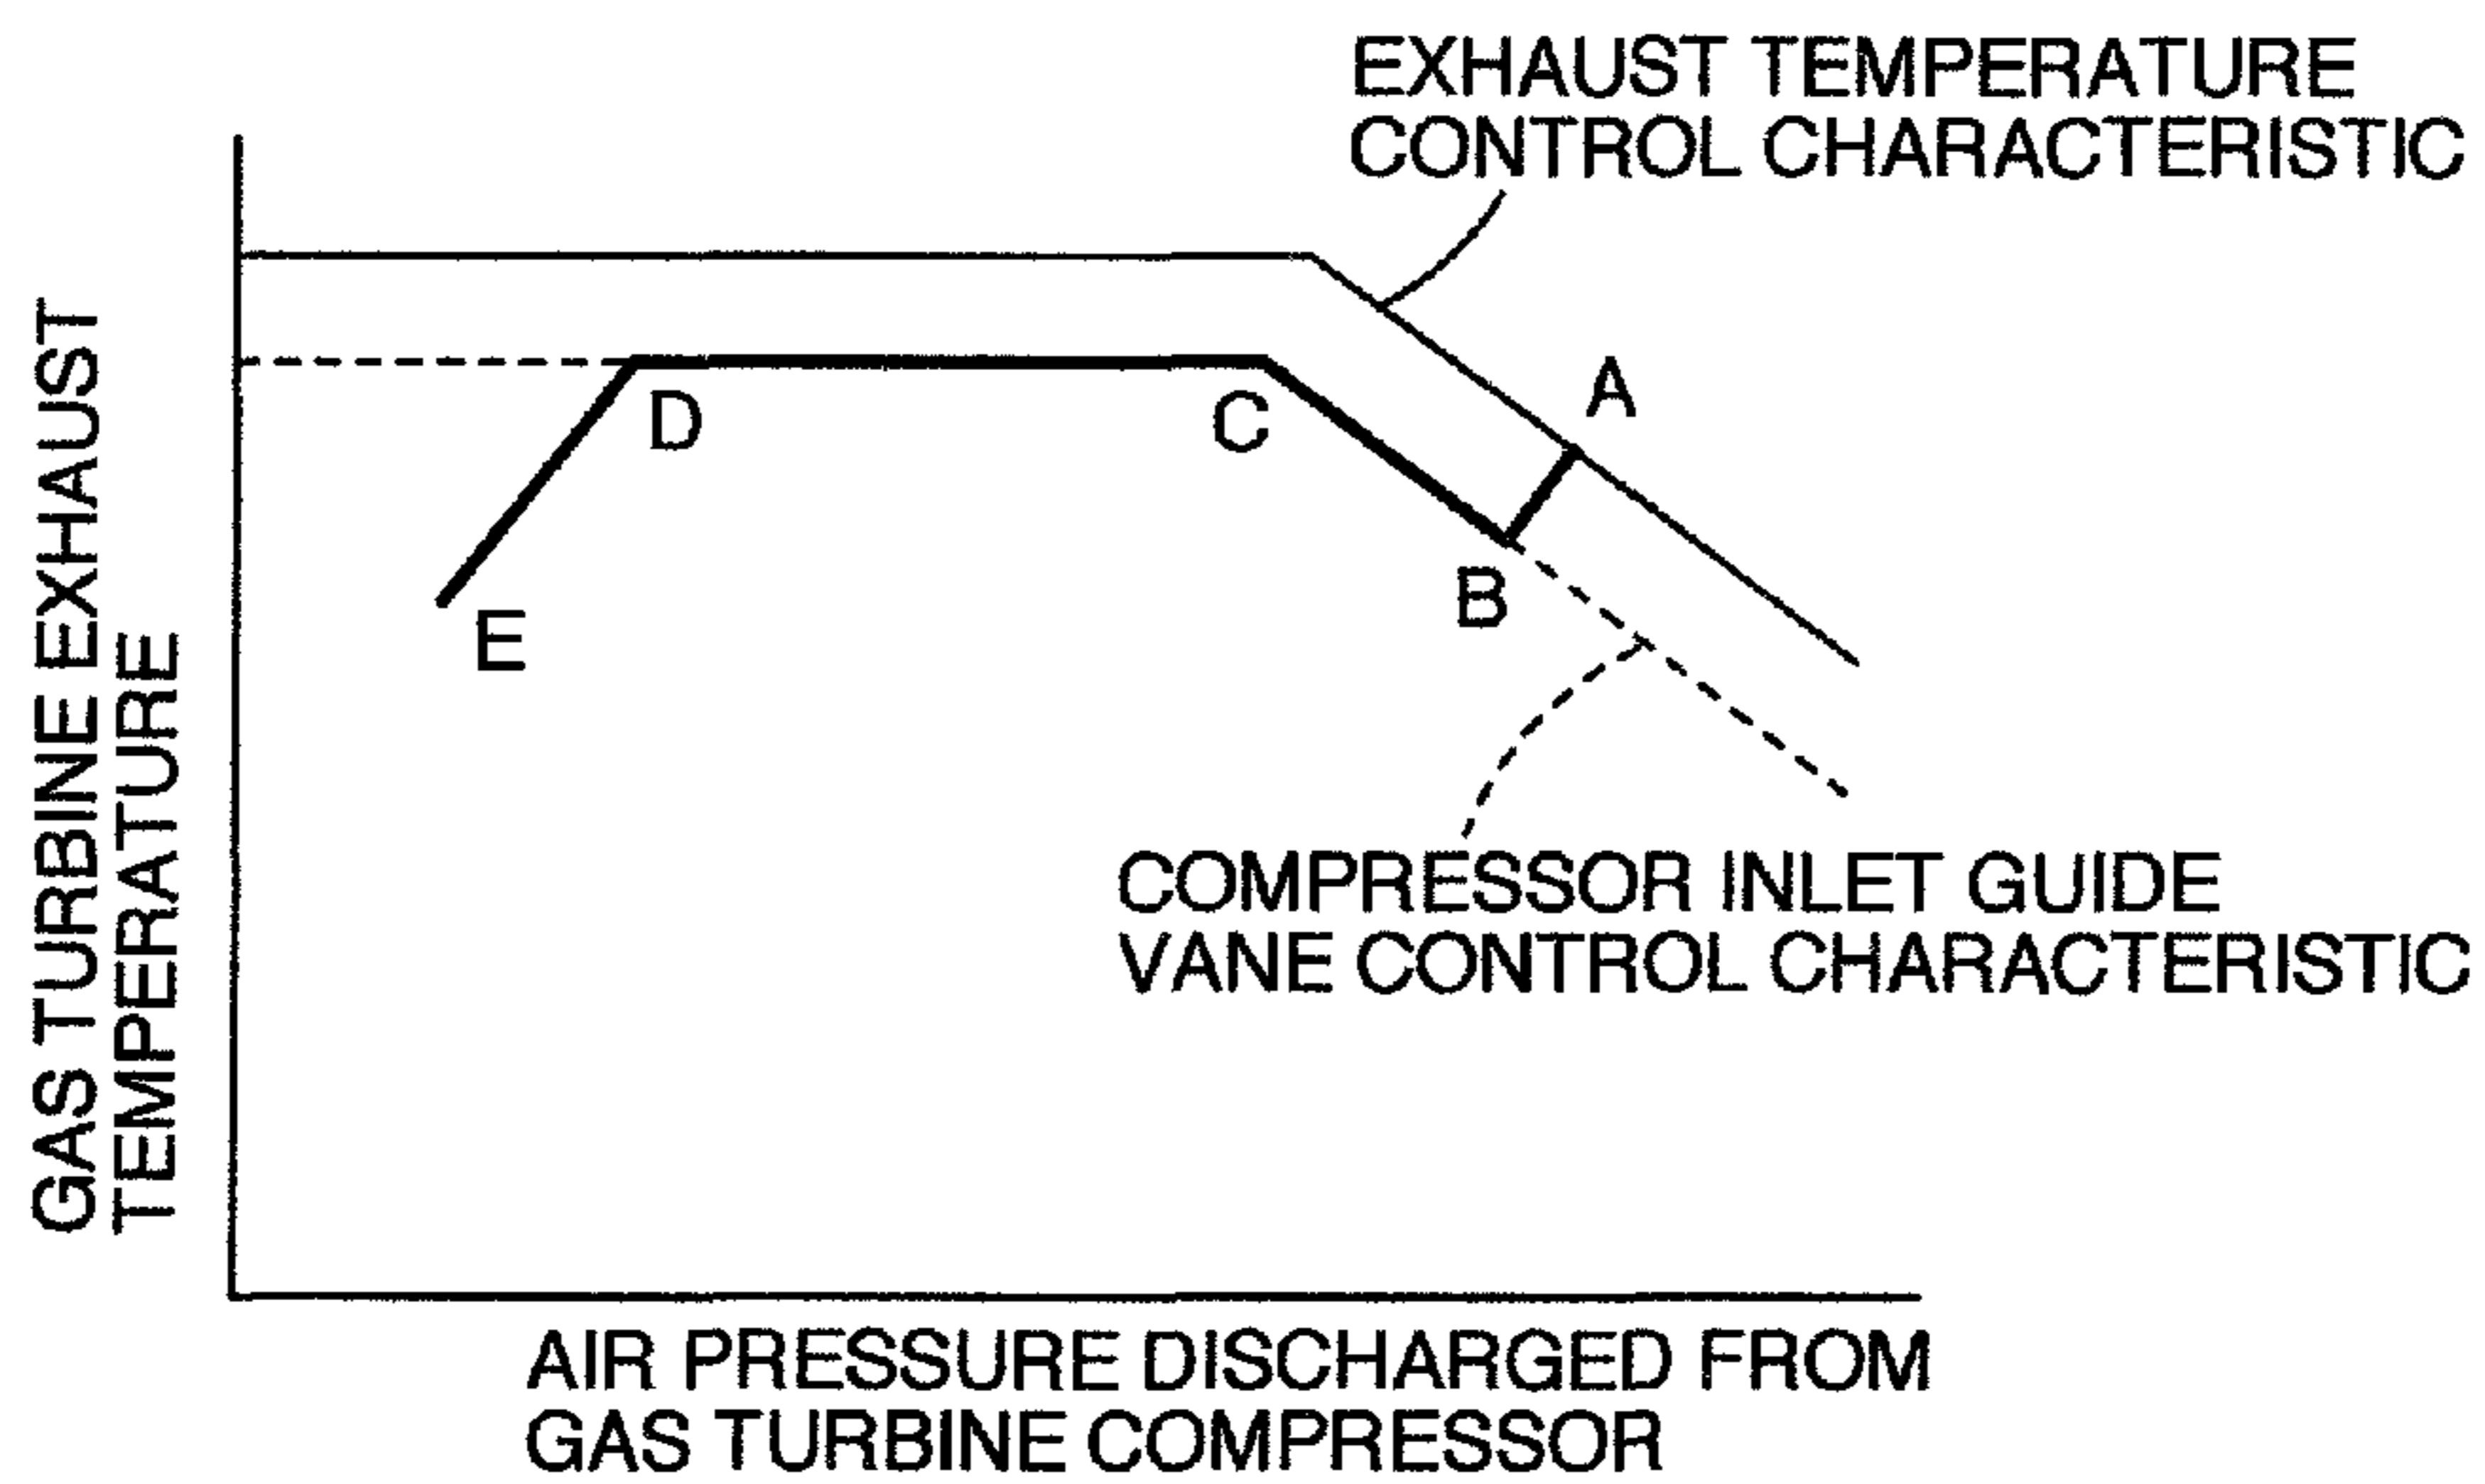 EXHAUST TEMPERATURE
CONTROL CHARACTERISTIC
A
D
C
B
E
GAS TURBINE EXHAUST
TEMPERATURE
COMPRESSOR INLET GUIDE
VANE CONTROL CHARACTERISTIC
AIR PRESSURE DISCHARGED FROM
GAS TURBINE COMPRESSOR